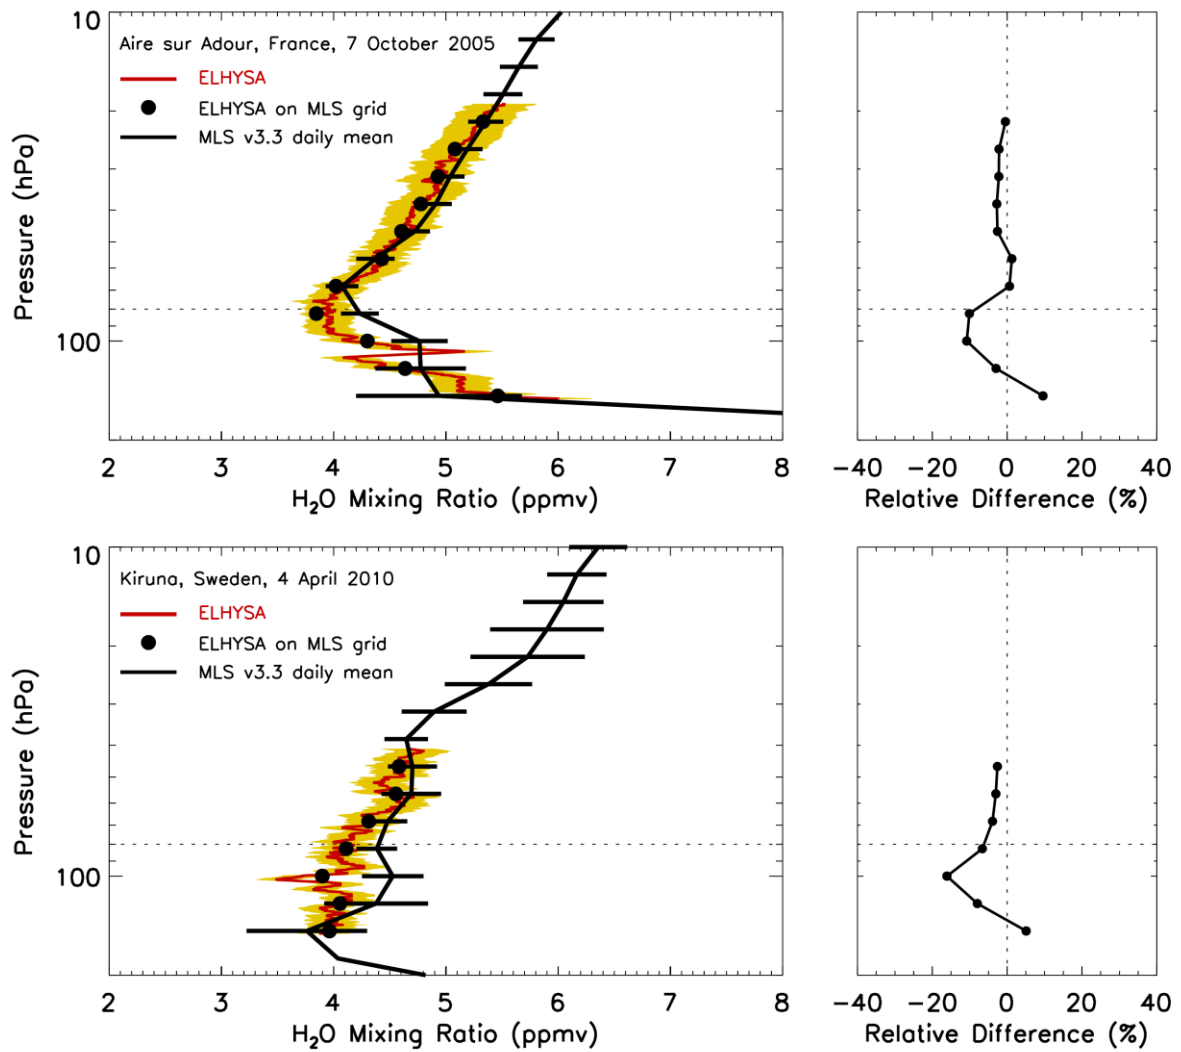 10
Aire sur Adour, France, 7 October 2005
ELHYSA
ELHYSA on MLS grid
MLS v3.3 daily mean
Pressure (hPa)
100
2 3 4 5 6 7 8
H₂O Mixing Ratio (ppmv)
−40 −20 0 20 40
Relative Difference (%)
10
Kiruna, Sweden, 4 April 2010
ELHYSA
ELHYSA on MLS grid
MLS v3.3 daily mean
Pressure (hPa)
100
2 3 4 5 6 7 8
H₂O Mixing Ratio (ppmv)
−40 −20 0 20 40
Relative Difference (%)